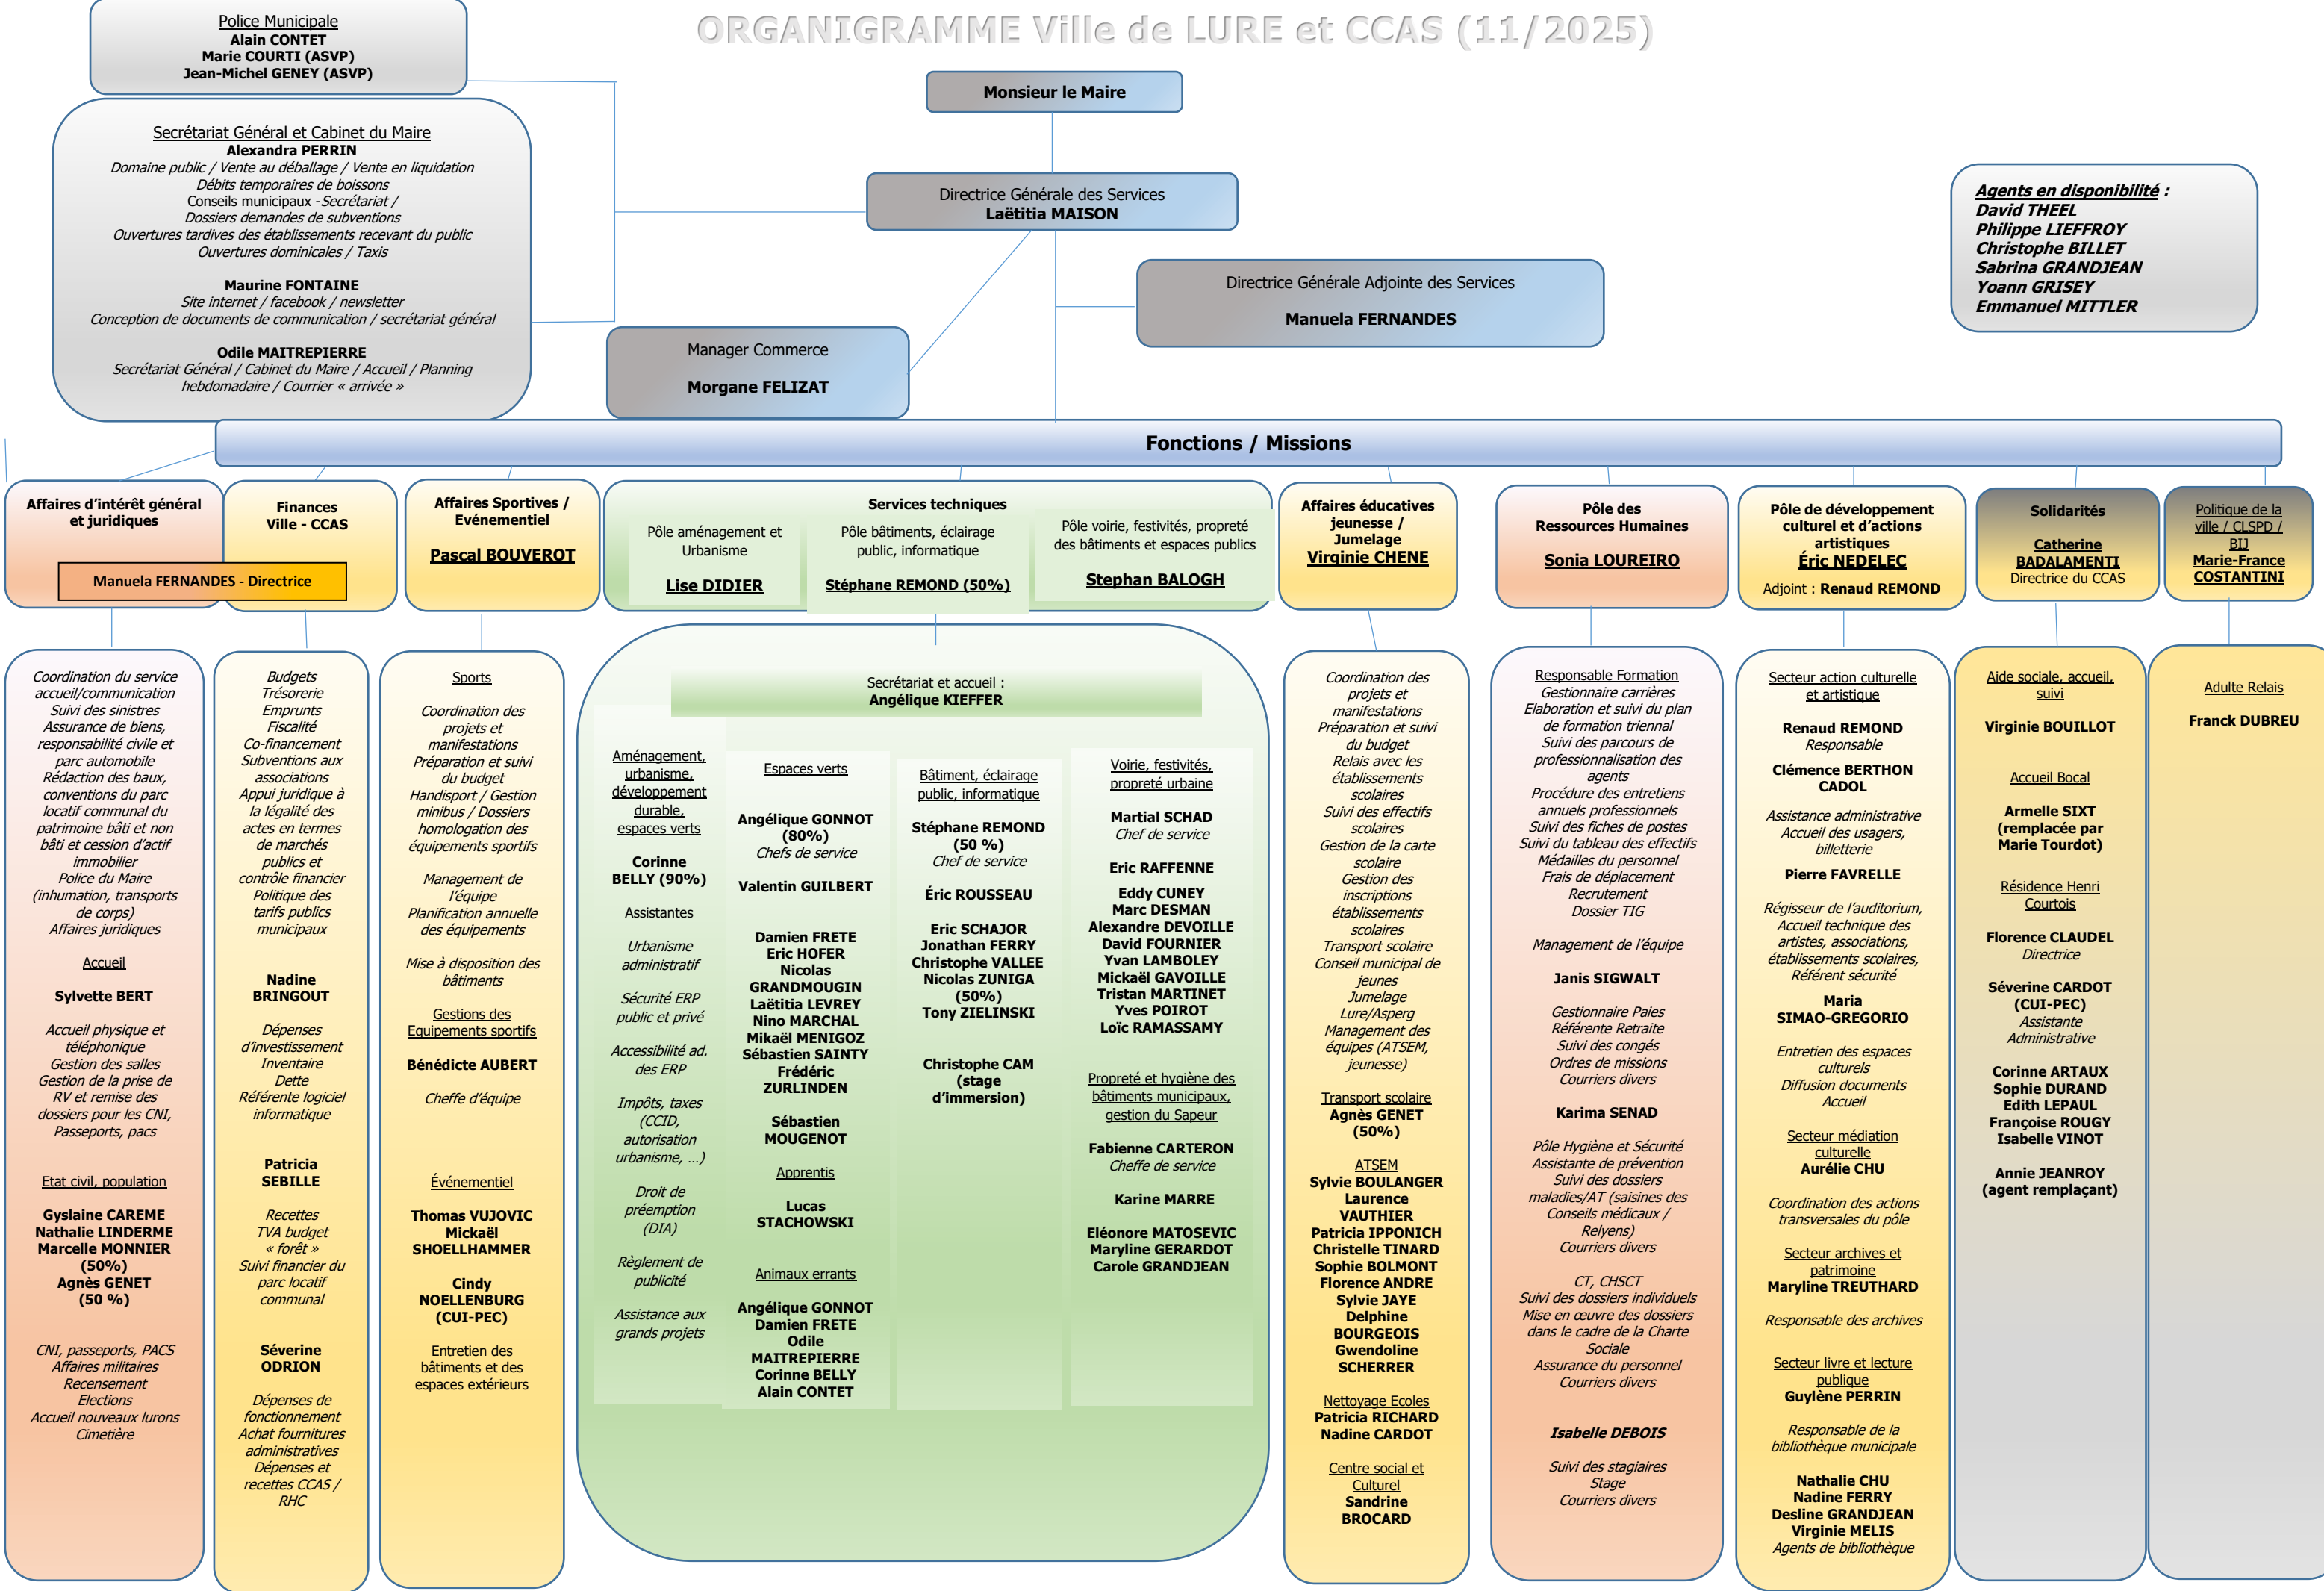 ORGANIGRAMME Ville de LURE et CCAS (11/2025)
Police Municipale
Alain CONTET
Marie COURTI (ASVP)
Jean-Michel GENEY (ASVP)
Secrétariat Général et Cabinet du Maire
Alexandra PERRIN
Domaine public / Vente au déballage / Vente en liquidation
Débits temporaires de boissons
Conseils municipaux -Secrétariat /
Dossiers demandes de subventions
Ouvertures tardives des établissements recevant du public
Ouvertures dominicales / Taxis
Maurine FONTAINE
Site internet / facebook / newsletter
Conception de documents de communication / secrétariat général
Odile MAITREPIERRE
Secrétariat Général / Cabinet du Maire / Accueil / Planning
hebdomadaire / Courrier « arrivée »
Monsieur le Maire
Directrice Générale des Services
Laëtitia MAISON
Directrice Générale Adjointe des Services
Manuela FERNANDES
Manager Commerce
Morgane FELIZAT
Agents en disponibilité :
David THEEL
Philippe LIEFFROY
Christophe BILLET
Sabrina GRANDJEAN
Yoann GRISEY
Emmanuel MITTLER
Fonctions / Missions
Affaires d'intérêt général
et juridiques
Finances
Ville - CCAS
Manuela FERNANDES - Directrice
Affaires Sportives /
Evénementiel
Pascal BOUVEROT
Services techniques
Pôle aménagement et
Urbanisme
Lise DIDIER
Pôle bâtiments, éclairage
public, informatique
Stéphane REMOND (50%)
Pôle voirie, festivités, propreté
des bâtiments et espaces publics
Stephan BALOGH
Affaires éducatives
jeunesse /
Jumelage
Virginie CHENE
Pôle des
Ressources Humaines
Sonia LOUREIRO
Pôle de développement
culturel et d'actions
artistiques
Éric NEDELEC
Adjoint : Renaud REMOND
Solidarités
Catherine
BADALAMENTI
Directrice du CCAS
Politique de la
ville / CLSPD /
BIJ
Marie-France
COSTANTINI
Coordination du service
accueil/communication
Suivi des sinistres
Assurance de biens,
responsabilité civile et
parc automobile
Rédaction des baux,
conventions du parc
locatif communal du
patrimoine bâti et non
bâti et cession d'actif
immobilier
Police du Maire
(inhumation, transports
de corps)
Affaires juridiques
Accueil
Sylvette BERT
Accueil physique et
téléphonique
Gestion des salles
Gestion de la prise de
RV et remise des
dossiers pour les CNI,
Passeports, pacs
Etat civil, population
Gyslaine CAREME
Nathalie LINDERME
Marcelle MONNIER
(50%)
Agnès GENET
(50 %)
CNI, passeports, PACS
Affaires militaires
Recensement
Elections
Accueil nouveaux lurons
Cimetière
Budgets
Trésorerie
Emprunts
Fiscalité
Co-financement
Subventions aux
associations
Appui juridique à
la légalité des
actes en termes
de marchés
publics et
contrôle financier
Politique des
tarifs publics
municipaux
Nadine
BRINGOUT
Dépenses
d'investissement
Inventaire
Dette
Référente logiciel
informatique
Patricia
SEBILLE
Recettes
TVA budget
« forêt »
Suivi financier du
parc locatif
communal
Séverine
ODRION
Dépenses de
fonctionnement
Achat fournitures
administratives
Dépenses et
recettes CCAS /
RHC
Sports
Coordination des
projets et
manifestations
Préparation et suivi
du budget
Handisport / Gestion
minibus / Dossiers
homologation des
équipements sportifs
Management de
l'équipe
Planification annuelle
des équipements
Mise à disposition des
bâtiments
Gestions des
Equipements sportifs
Bénédicte AUBERT
Cheffe d'équipe
Événementiel
Thomas VUJOVIC
Mickaël
SHOELLHAMMER
Cindy
NOELLENBURG
(CUI-PEC)
Entretien des
bâtiments et des
espaces extérieurs
Secrétariat et accueil :
Angélique KIEFFER
Aménagement,
urbanisme,
développement
durable,
espaces verts
Corinne
BELLY (90%)
Assistantes
Urbanisme
administratif
Sécurité ERP
public et privé
Accessibilité ad.
des ERP
Impôts, taxes
(CCID,
autorisation
urbanisme, ...)
Droit de
préemption
(DIA)
Règlement de
publicité
Assistance aux
grands projets
Espaces verts
Angélique GONNOT
(80%)
Chefs de service
Valentin GUILBERT
Damien FRETE
Eric HOFER
Nicolas
GRANDMOUGIN
Laëtitia LEVREY
Nino MARCHAL
Mikaël MENIGOZ
Sébastien SAINTY
Frédéric
ZURLINDEN
Sébastien
MOUGENOT
Apprentis
Lucas
STACHOWSKI
Animaux errants
Angélique GONNOT
Damien FRETE
Odile
MAITREPIERRE
Corinne BELLY
Alain CONTET
Bâtiment, éclairage
public, informatique
Stéphane REMOND
(50 %)
Chef de service
Éric ROUSSEAU
Eric SCHAJOR
Jonathan FERRY
Christophe VALLEE
Nicolas ZUNIGA
(50%)
Tony ZIELINSKI
Christophe CAM
(stage
d'immersion)
Voirie, festivités,
propreté urbaine
Martial SCHAD
Chef de service
Eric RAFFENNE
Eddy CUNEY
Marc DESMAN
Alexandre DEVOILLE
David FOURNIER
Yvan LAMBOLEY
Mickaël GAVOILLE
Tristan MARTINET
Yves POIROT
Loïc RAMASSAMY
Propreté et hygiène des
bâtiments municipaux,
gestion du Sapeur
Fabienne CARTERON
Cheffe de service
Karine MARRE
Eléonore MATOSEVIC
Maryline GERARDOT
Carole GRANDJEAN
Coordination des
projets et
manifestations
Préparation et suivi
du budget
Relais avec les
établissements
scolaires
Suivi des effectifs
scolaires
Gestion de la carte
scolaire
Gestion des
inscriptions
établissements
scolaires
Transport scolaire
Conseil municipal de
jeunes
Jumelage
Lure/Asperg
Management des
équipes (ATSEM,
jeunesse)
Transport scolaire
Agnès GENET
(50%)
ATSEM
Sylvie BOULANGER
Laurence
VAUTHIER
Patricia IPPONICH
Christelle TINARD
Sophie BOLMONT
Florence ANDRE
Sylvie JAYE
Delphine
BOURGEOIS
Gwendoline
SCHERRER
Nettoyage Ecoles
Patricia RICHARD
Nadine CARDOT
Centre social et
Culturel
Sandrine
BROCARD
Responsable Formation
Gestionnaire carrières
Elaboration et suivi du plan
de formation triennal
Suivi des parcours de
professionnalisation des
agents
Procédure des entretiens
annuels professionnels
Suivi des fiches de postes
Suivi du tableau des effectifs
Médailles du personnel
Frais de déplacement
Recrutement
Dossier TIG
Management de l'équipe
Janis SIGWALT
Gestionnaire Paies
Référente Retraite
Suivi des congés
Ordres de missions
Courriers divers
Karima SENAD
Pôle Hygiène et Sécurité
Assistante de prévention
Suivi des dossiers
maladies/AT (saisines des
Conseils médicaux /
Relyens)
Courriers divers
CT, CHSCT
Suivi des dossiers individuels
Mise en œuvre des dossiers
dans le cadre de la Charte
Sociale
Assurance du personnel
Courriers divers
Isabelle DEBOIS
Suivi des stagiaires
Stage
Courriers divers
Secteur action culturelle
et artistique
Renaud REMOND
Responsable
Clémence BERTHON
CADOL
Assistance administrative
Accueil des usagers,
billetterie
Pierre FAVRELLE
Régisseur de l'auditorium,
Accueil technique des
artistes, associations,
établissements scolaires,
Référent sécurité
Maria
SIMAO-GREGORIO
Entretien des espaces
culturels
Diffusion documents
Accueil
Secteur médiation
culturelle
Aurélie CHU
Coordination des actions
transversales du pôle
Secteur archives et
patrimoine
Maryline TREUTHARD
Responsable des archives
Secteur livre et lecture
publique
Guylène PERRIN
Responsable de la
bibliothèque municipale
Nathalie CHU
Nadine FERRY
Desline GRANDJEAN
Virginie MELIS
Agents de bibliothèque
Aide sociale, accueil,
suivi
Virginie BOUILLOT
Accueil Bocal
Armelle SIXT
(remplacée par
Marie Tourdot)
Résidence Henri
Courtois
Florence CLAUDEL
Directrice
Séverine CARDOT
(CUI-PEC)
Assistante
Administrative
Corinne ARTAUX
Sophie DURAND
Edith LEPAUL
Françoise ROUGY
Isabelle VINOT
Annie JEANROY
(agent remplaçant)
Adulte Relais
Franck DUBREU